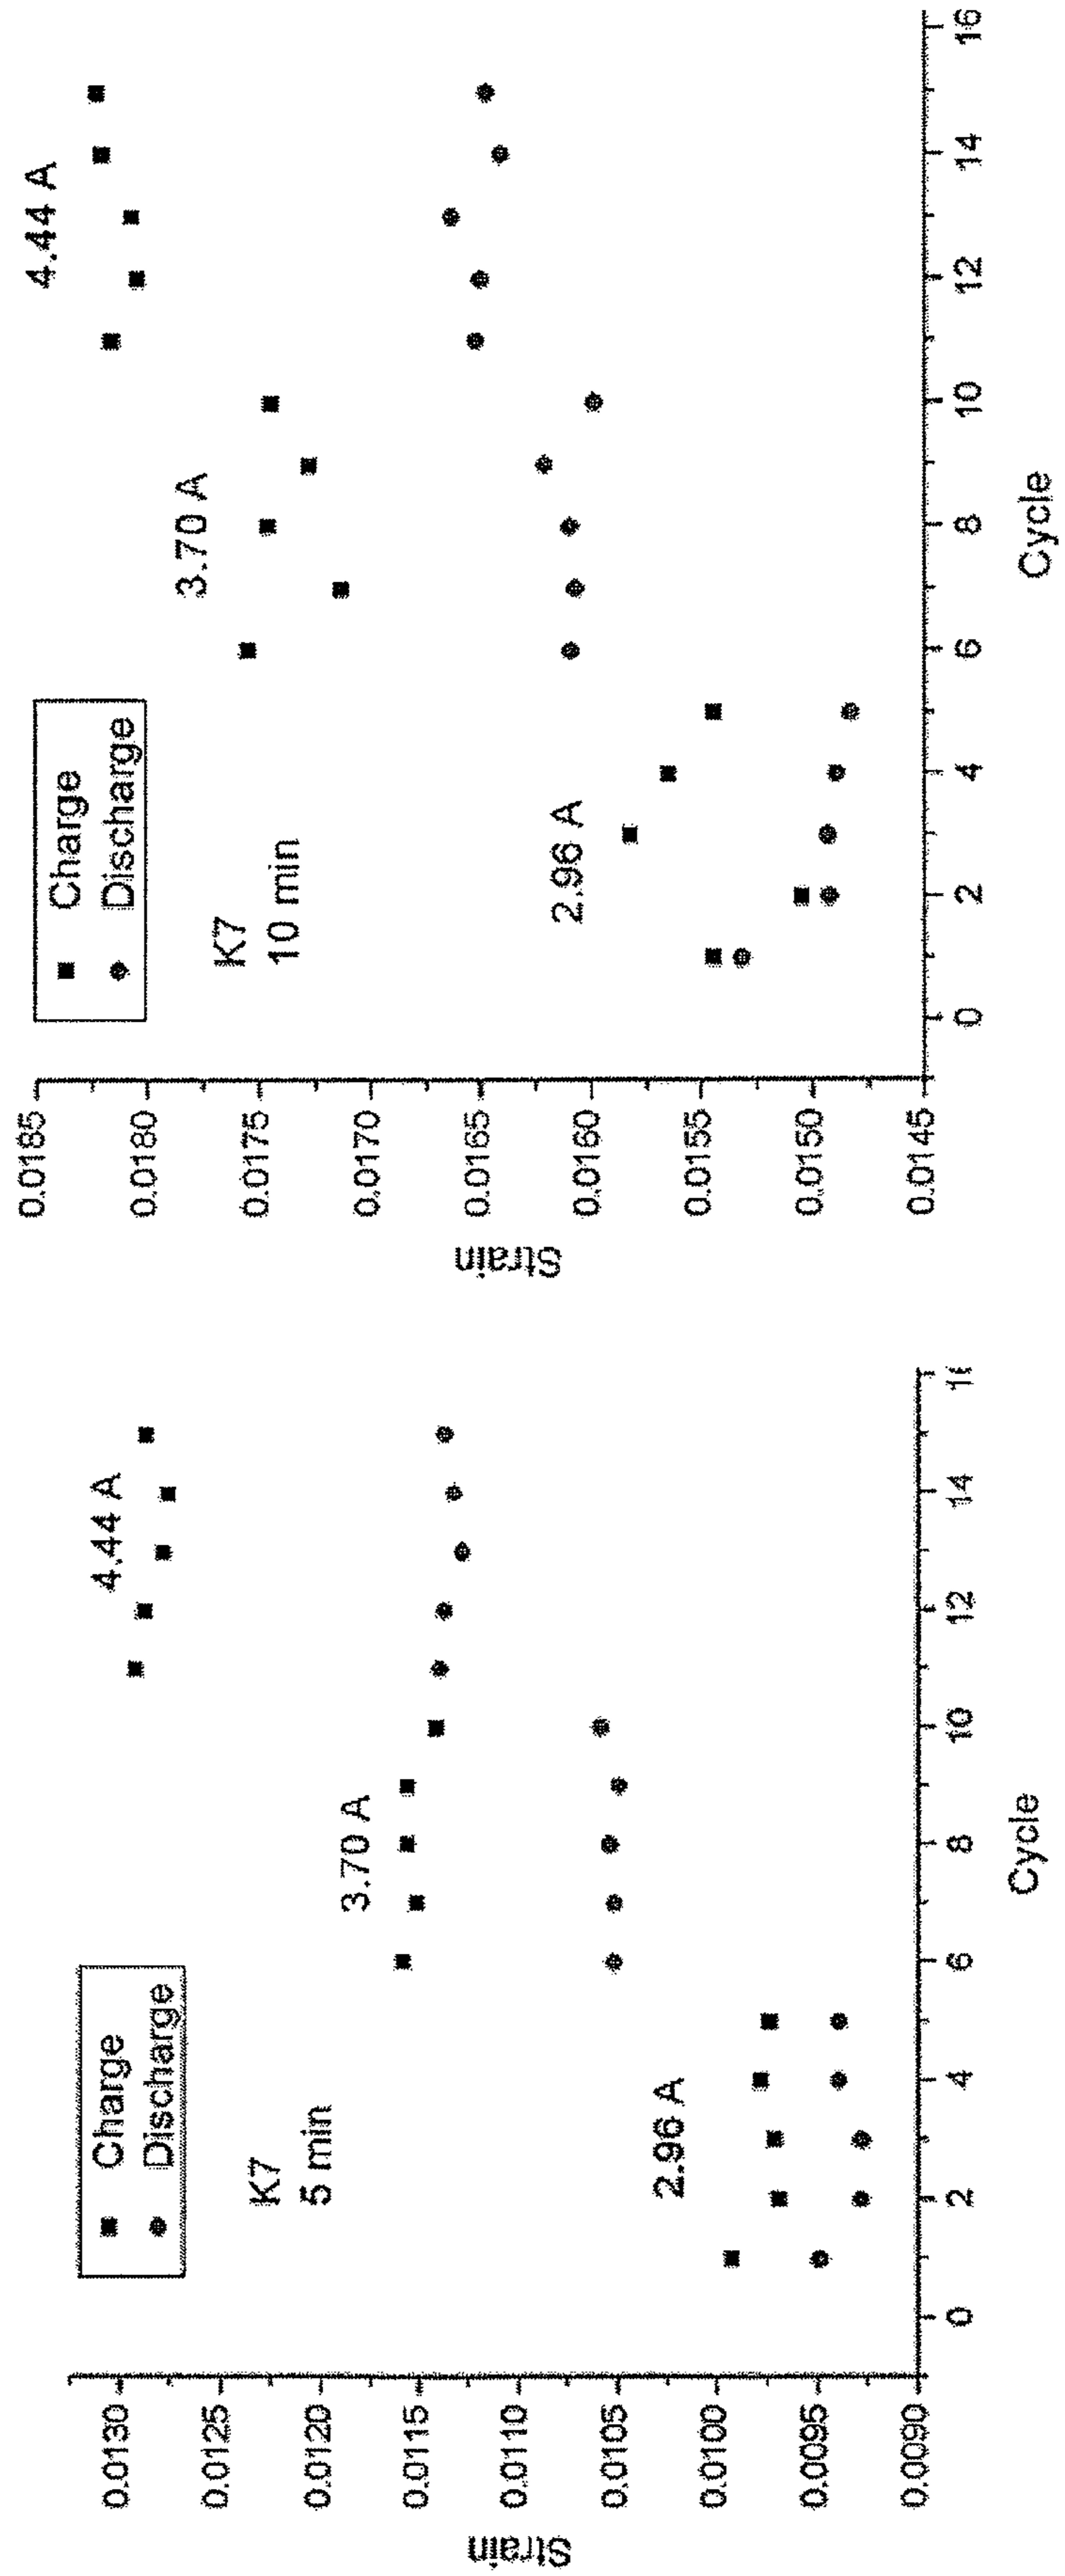 Charge
Discharge
K7
5 min
2.96 A
3.70 A
4.44 A
0.0130
0.0125
0.0120
0.0115
0.0110
0.0105
0.0100
0.0095
0.0090
Strain
0 2 4 6 8 10 12 14
Cycle
Charge
Discharge
K7
10 min
2.96 A
3.70 A
4.44 A
0.0185
0.0180
0.0175
0.0170
0.0165
0.0160
0.0155
0.0150
0.0145
Strain
0 2 4 6 8 10 12 14 16
Cycle